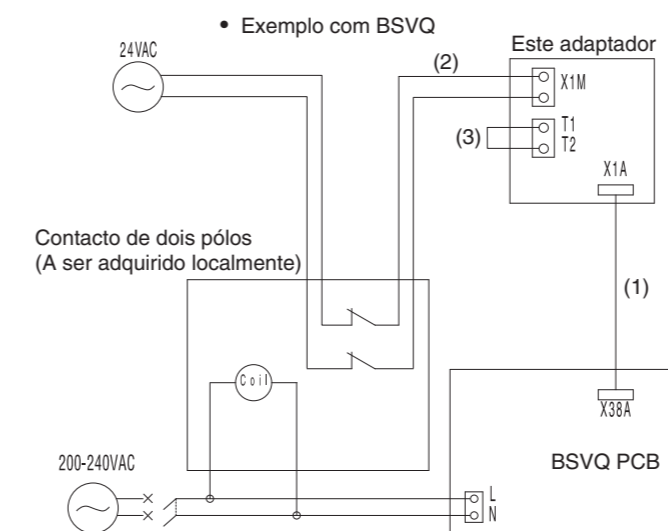 • Exemplo com BSVQ
24VAC
Este adaptador
(2)
X1M
T1
(3)
T2
X1A
Contacto de dois pólos
(A ser adquirido localmente)
(1)
Coil
X38A
200-240VAC
BSVQ PCB
L
N